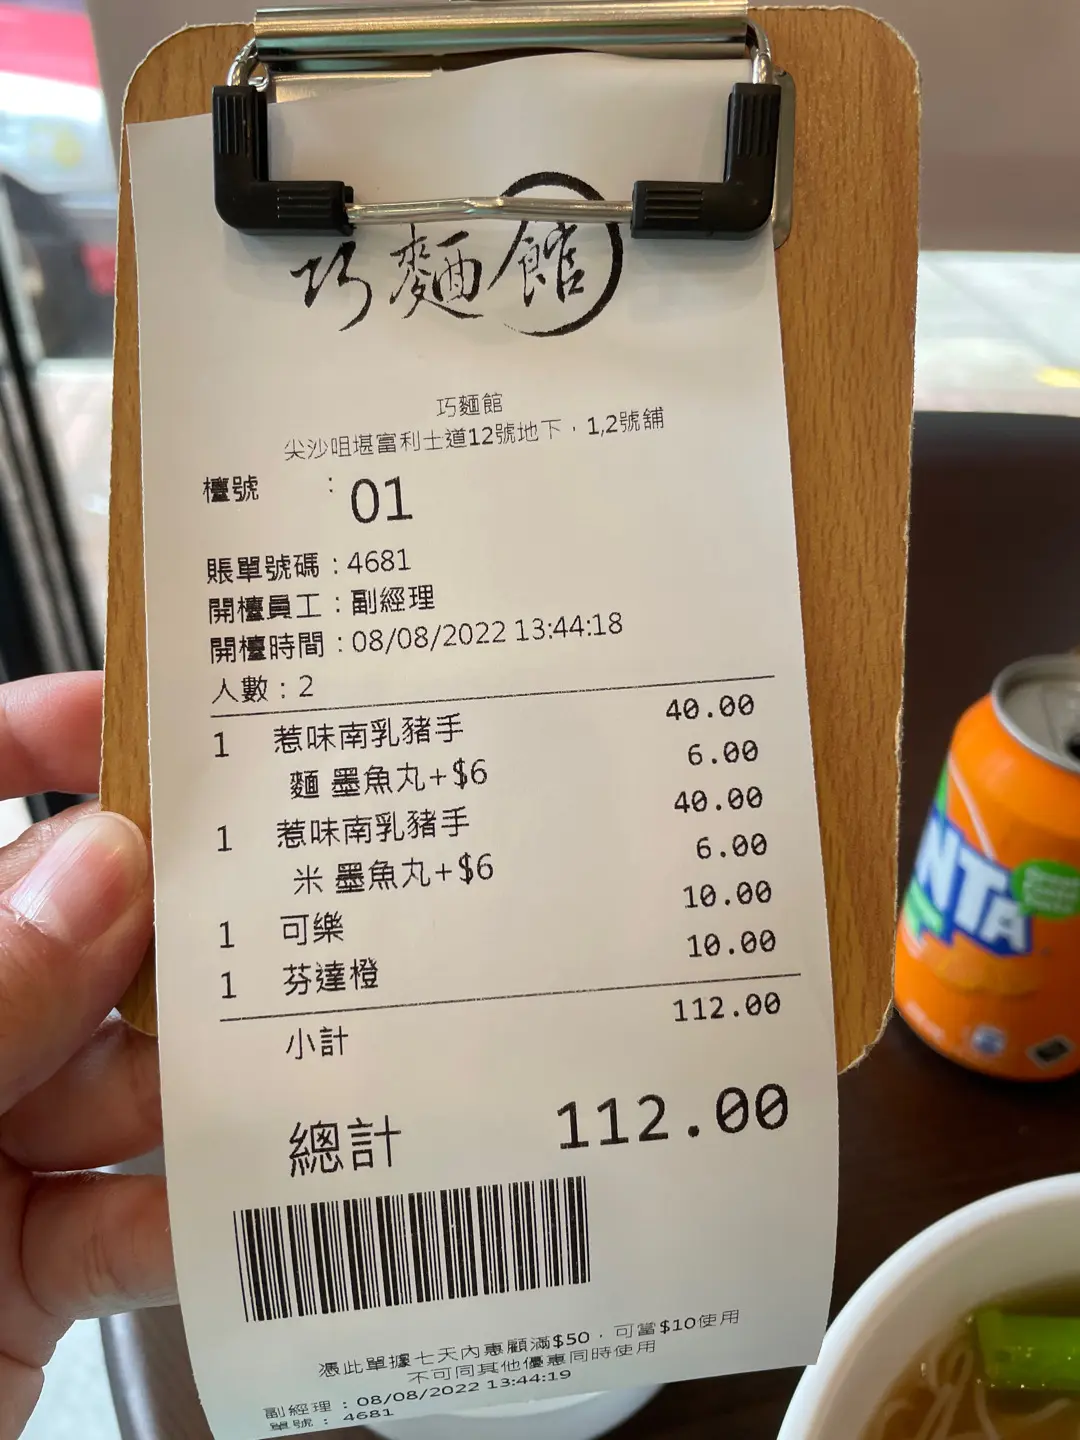 巧麵館
巧麵館
尖沙咀堪富利士道12號地下，1,2號舖
檯號 : 01
賬單號碼 : 4681
開檯員工 : 副經理
開檯時間 : 08/08/2022 13:44:18
人數 : 2
1 惹味南乳豬手 40.00
麵 墨魚丸+$6 6.00
1 惹味南乳豬手 40.00
米 墨魚丸+$6 6.00
1 可樂 10.00
1 芬達橙 10.00
小計 112.00
總計 112.00
憑此單據七天內惠顧滿$50，可當$10使用
不可同其他優惠同時使用
副經理 : 08/08/2022 13:44:19
單號 : 4681
NTA